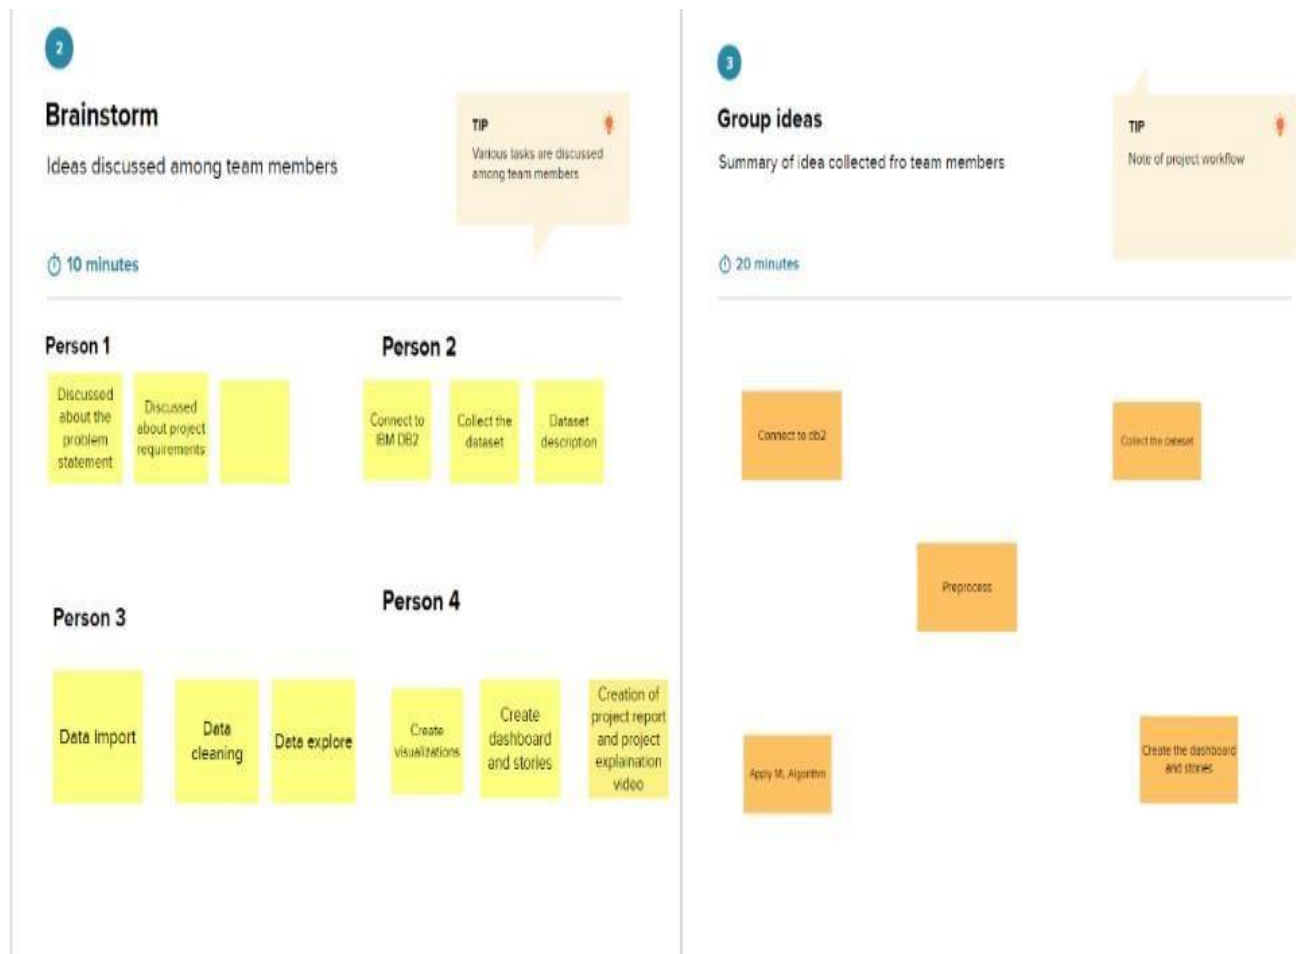 2
Brainstorm
Ideas discussed among team members
TIP
Various tasks are discussed
among team members
10 minutes
Person 1
Discussed
about the
problem
statement
Discussed
about project
requirements
Person 2
Connect to
IBM DB2
Collect the
dataset
Dataset
description
Person 3
Data Import
Data
cleaning
Data explore
Person 4
Create
visualizations
Create
dashboard
and stories
Creation of
project report
and project
explaination
video
3
Group ideas
Summary of idea collected fro team members
TIP
Note of project workflow
20 minutes
Connect to db2
Collect the dataset
Preprocess
Apply ML Algorithm
Create the dashboard
and stories